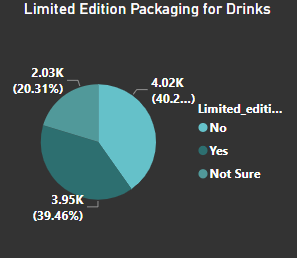 Limited Edition Packaging for Drinks
2.03K
(20.31%)
4.02K
(40.2...)
Limited_editi...
No
Yes
Not Sure
3.95K
(39.46%)